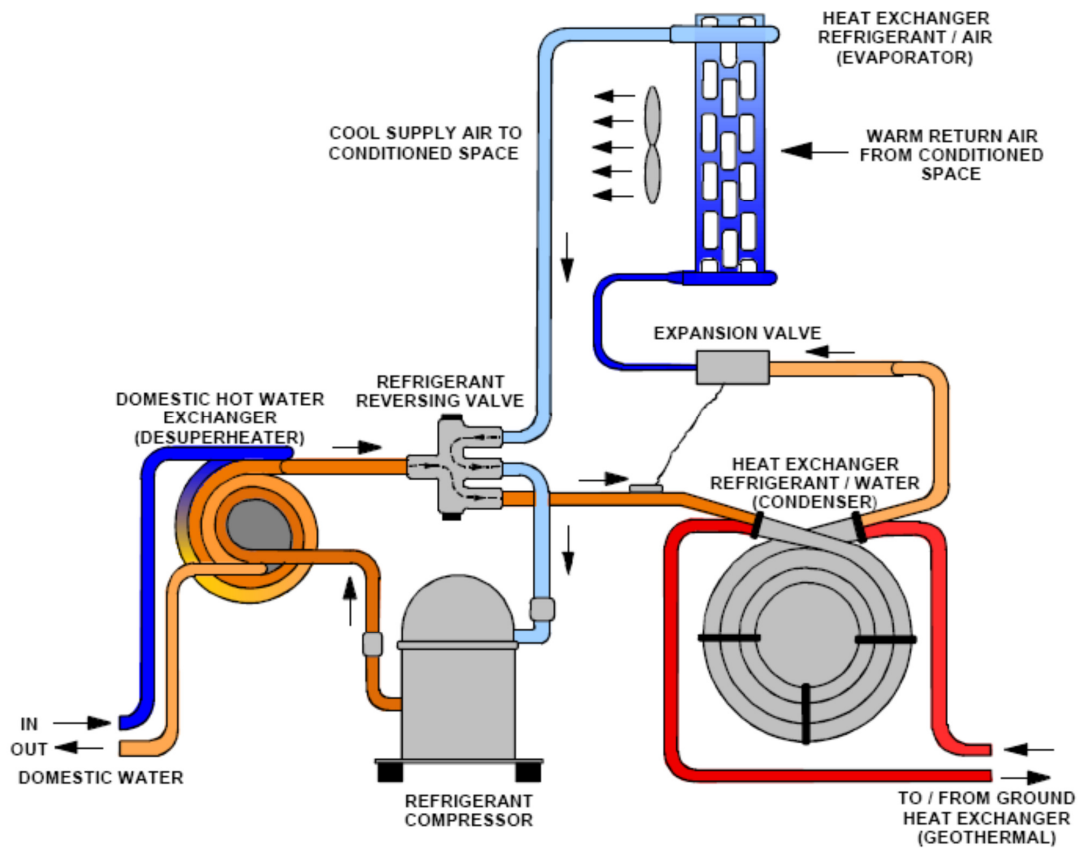 HEAT EXCHANGER
REFRIGERANT / AIR
(EVAPORATOR)
COOL SUPPLY AIR TO
CONDITIONED SPACE
WARM RETURN AIR
FROM CONDITIONED
SPACE
EXPANSION VALVE
REFRIGERANT
REVERSING VALVE
DOMESTIC HOT WATER
EXCHANGER
(DESUPERHEATER)
HEAT EXCHANGER
REFRIGERANT / WATER
(CONDENSER)
IN
OUT
DOMESTIC WATER
REFRIGERANT
COMPRESSOR
TO / FROM GROUND
HEAT EXCHANGER
(GEOTHERMAL)